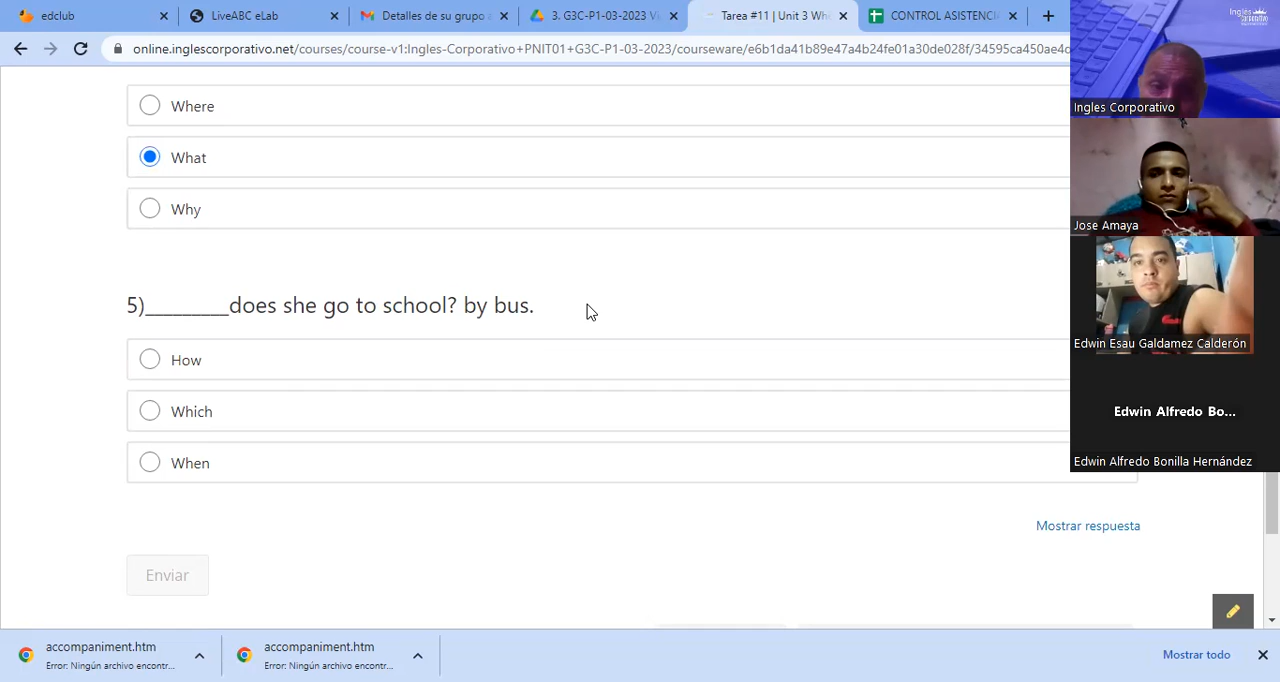 edclub
LiveABC eLab
Detalles de su grupo
3. G3C-P1-03-2023 Vi
Tarea #11 | Unit 3 Wh
CONTROL ASISTENCI
online.inglescorporativo.net/courses/course-v1:Ingles-Corporativo+PNIT01+G3C-P1-03-2023/courseware/e6b1da41b89e47a4b24fe01a30de028f/34595ca450ae4
Where
What
Why
5)_________does she go to school? by bus.
How
Which
When
Mostrar respuesta
Enviar
Ingles Corporativo
Jose Amaya
Edwin Esau Galdamez Calderón
Edwin Alfredo Bo...
Edwin Alfredo Bonilla Hernández
accompaniment.htm
Error: Ningún archivo encontr...
accompaniment.htm
Error: Ningún archivo encontr...
Mostrar todo